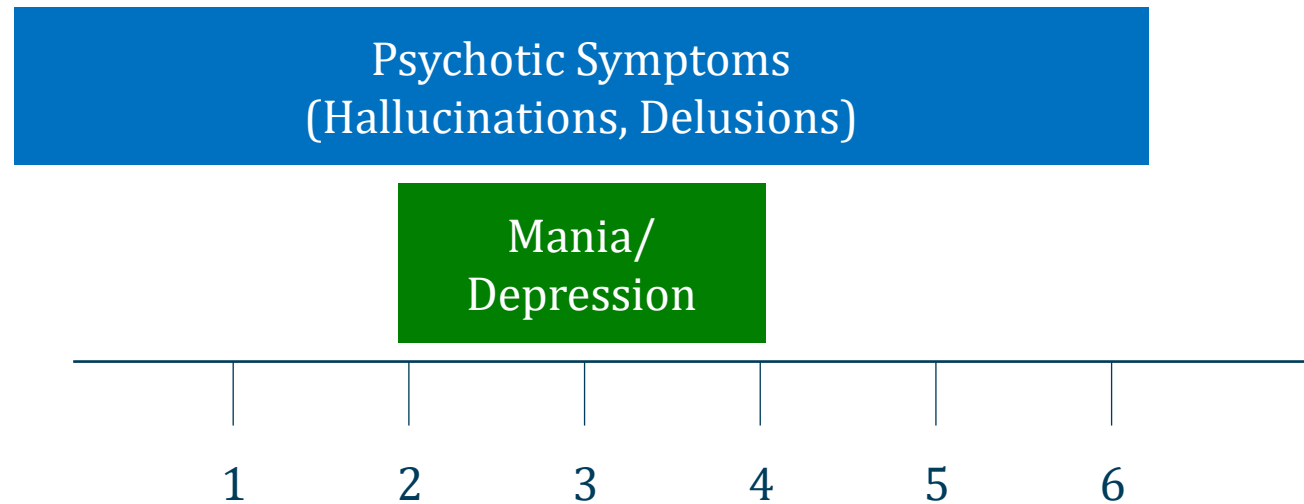 Psychotic Symptoms
(Hallucinations, Delusions)
Mania/
Depression
1 2 3 4 5 6